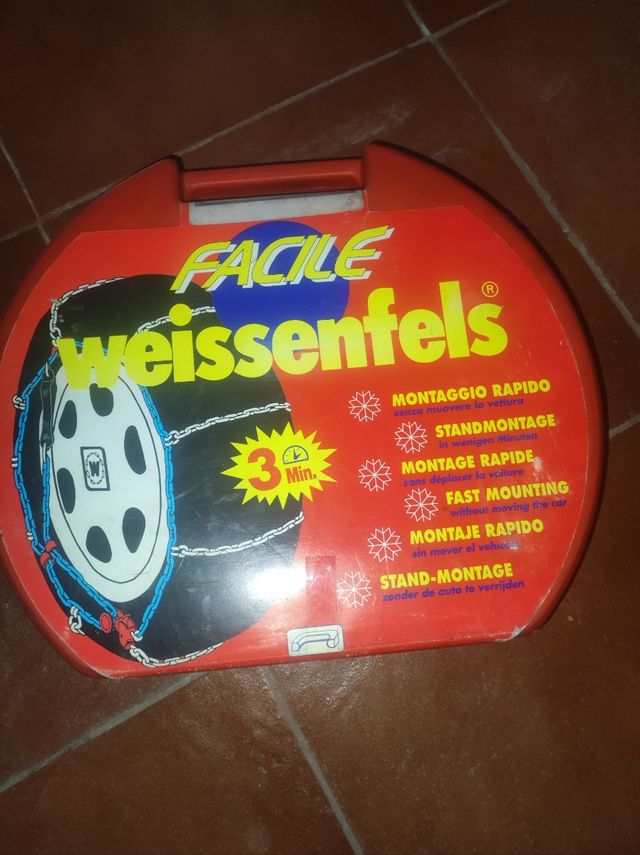 FACILE
weissenfels®
MONTAGGIO RAPIDO
senza muovere la vettura
STANDMONTAGE
in wenigen Minuten
MONTAGE RAPIDE
sans déplacer la voiture
FAST MOUNTING
without moving the car
MONTAJE RAPIDO
sin mover el vehiculo
STAND-MONTAGE
zonder de auto te verrijden
3 Min.
W